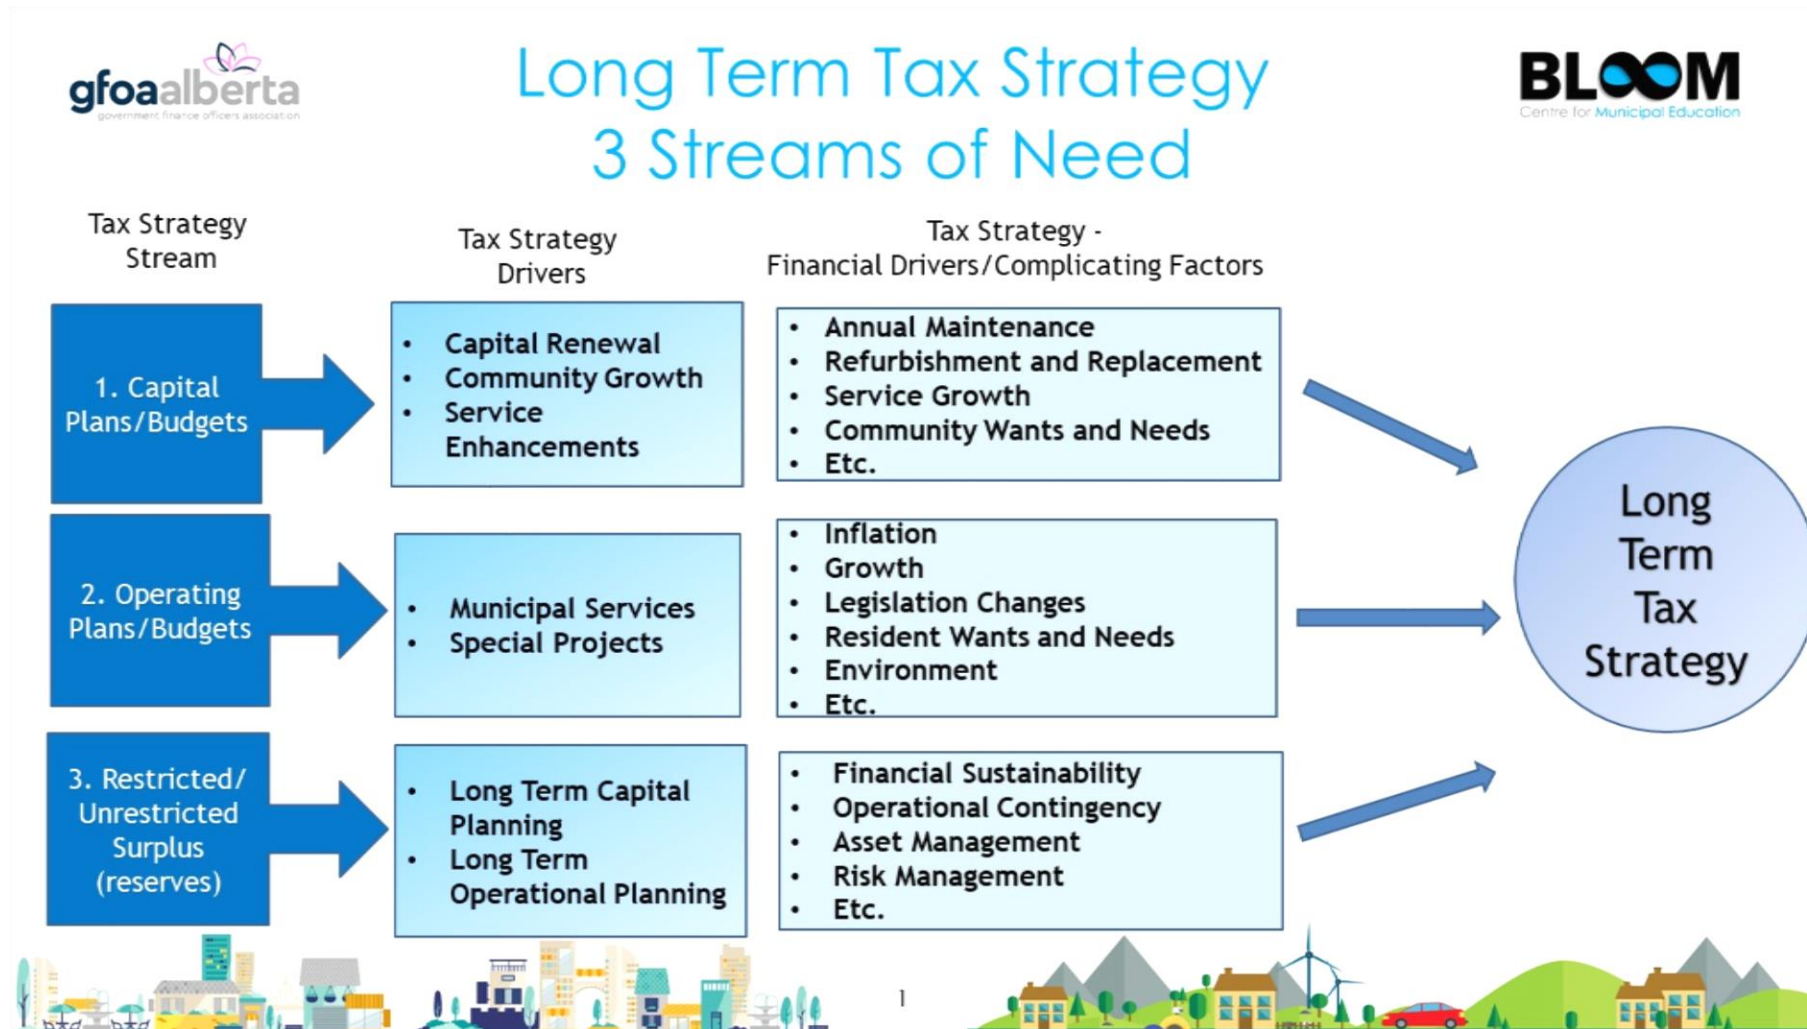 gfoaalberta
government finance officers association
Long Term Tax Strategy
3 Streams of Need
BLOOM
Centre for Municipal Education
Tax Strategy
Stream
Tax Strategy
Drivers
Tax Strategy -
Financial Drivers/Complicating Factors
1. Capital
Plans/Budgets
• Capital Renewal
• Community Growth
• Service
Enhancements
• Annual Maintenance
• Refurbishment and Replacement
• Service Growth
• Community Wants and Needs
• Etc.
2. Operating
Plans/Budgets
• Municipal Services
• Special Projects
• Inflation
• Growth
• Legislation Changes
• Resident Wants and Needs
• Environment
• Etc.
3. Restricted/
Unrestricted
Surplus
(reserves)
• Long Term Capital
Planning
• Long Term
Operational Planning
• Financial Sustainability
• Operational Contingency
• Asset Management
• Risk Management
• Etc.
Long
Term
Tax
Strategy
1